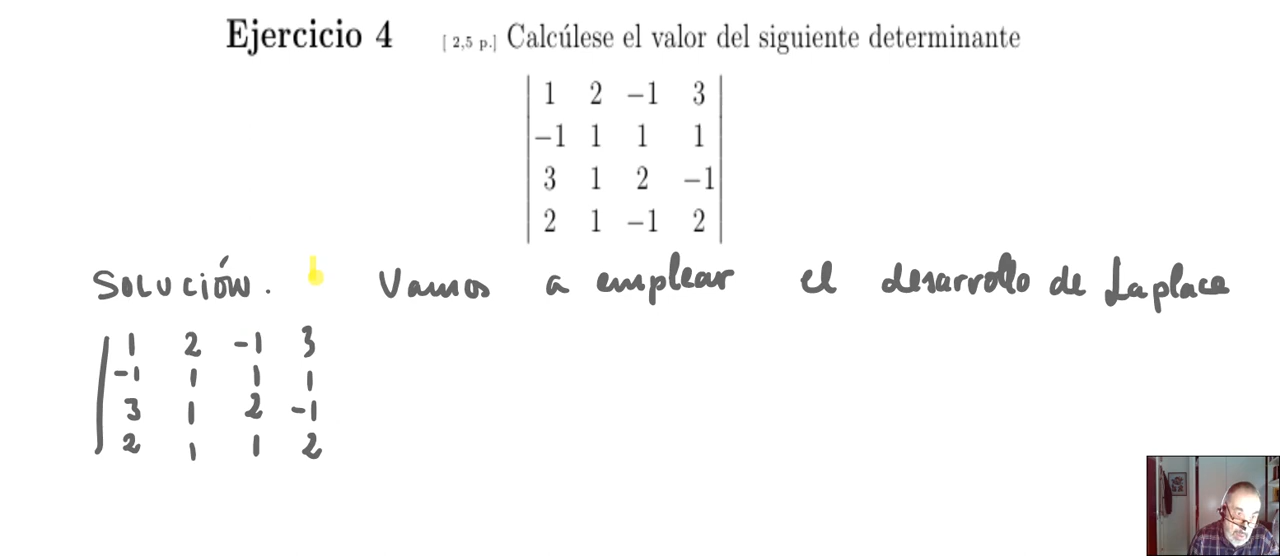 Ejercicio 4 [ 2,5 p.] Calcúlese el valor del siguiente determinante
1 2 −1 3
−1 1 1 1
3 1 2 −1
2 1 −1 2
SOLUCIÓN. Vamos a emplear el desarrollo de Laplace
1 2 -1 3
-1 1 1 1
3 1 2 -1
2 1 1 2